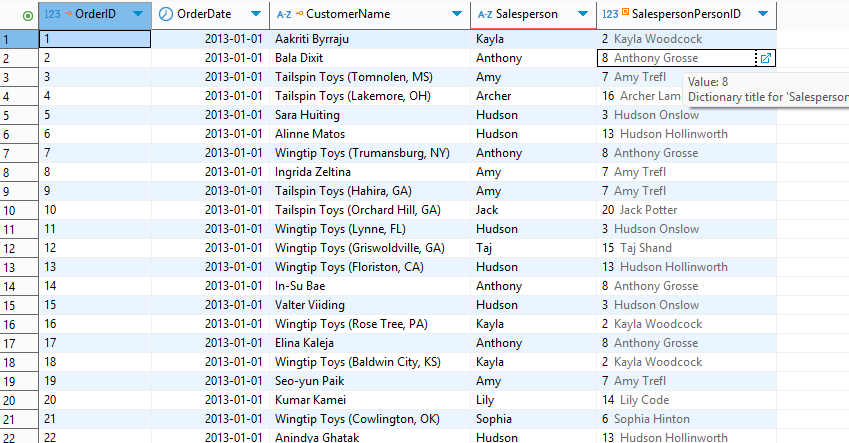 123 OrderID OrderDate A-Z CustomerName A-Z Salesperson 123 SalespersonPersonID
1 1 2013-01-01 Aakriti Byrraju Kayla 2 Kayla Woodcock
2 2 2013-01-01 Bala Dixit Anthony 8 Anthony Grosse
3 3 2013-01-01 Tailspin Toys (Tomnolen, MS) Amy 7 Amy Trefl
Value: 8
4 4 2013-01-01 Tailspin Toys (Lakemore, OH) Archer 16 Archer Lam
Dictionary title for 'Salesperson
5 5 2013-01-01 Sara Huiting Hudson 3 Hudson Onslow
6 6 2013-01-01 Alinne Matos Hudson 13 Hudson Hollinworth
7 7 2013-01-01 Wingtip Toys (Trumansburg, NY) Anthony 8 Anthony Grosse
8 8 2013-01-01 Ingrida Zeltina Amy 7 Amy Trefl
9 9 2013-01-01 Tailspin Toys (Hahira, GA) Amy 7 Amy Trefl
10 10 2013-01-01 Tailspin Toys (Orchard Hill, GA) Jack 20 Jack Potter
11 11 2013-01-01 Wingtip Toys (Lynne, FL) Hudson 3 Hudson Onslow
12 12 2013-01-01 Wingtip Toys (Griswoldville, GA) Taj 15 Taj Shand
13 13 2013-01-01 Wingtip Toys (Floriston, CA) Hudson 13 Hudson Hollinworth
14 14 2013-01-01 In-Su Bae Anthony 8 Anthony Grosse
15 15 2013-01-01 Valter Viiding Hudson 3 Hudson Onslow
16 16 2013-01-01 Wingtip Toys (Rose Tree, PA) Kayla 2 Kayla Woodcock
17 17 2013-01-01 Elina Kaleja Anthony 8 Anthony Grosse
18 18 2013-01-01 Wingtip Toys (Baldwin City, KS) Kayla 2 Kayla Woodcock
19 19 2013-01-01 Seo-yun Paik Amy 7 Amy Trefl
20 20 2013-01-01 Kumar Kamei Lily 14 Lily Code
21 21 2013-01-01 Wingtip Toys (Cowlington, OK) Sophia 6 Sophia Hinton
22 22 2013-01-01 Anindya Ghatak Hudson 13 Hudson Hollinworth